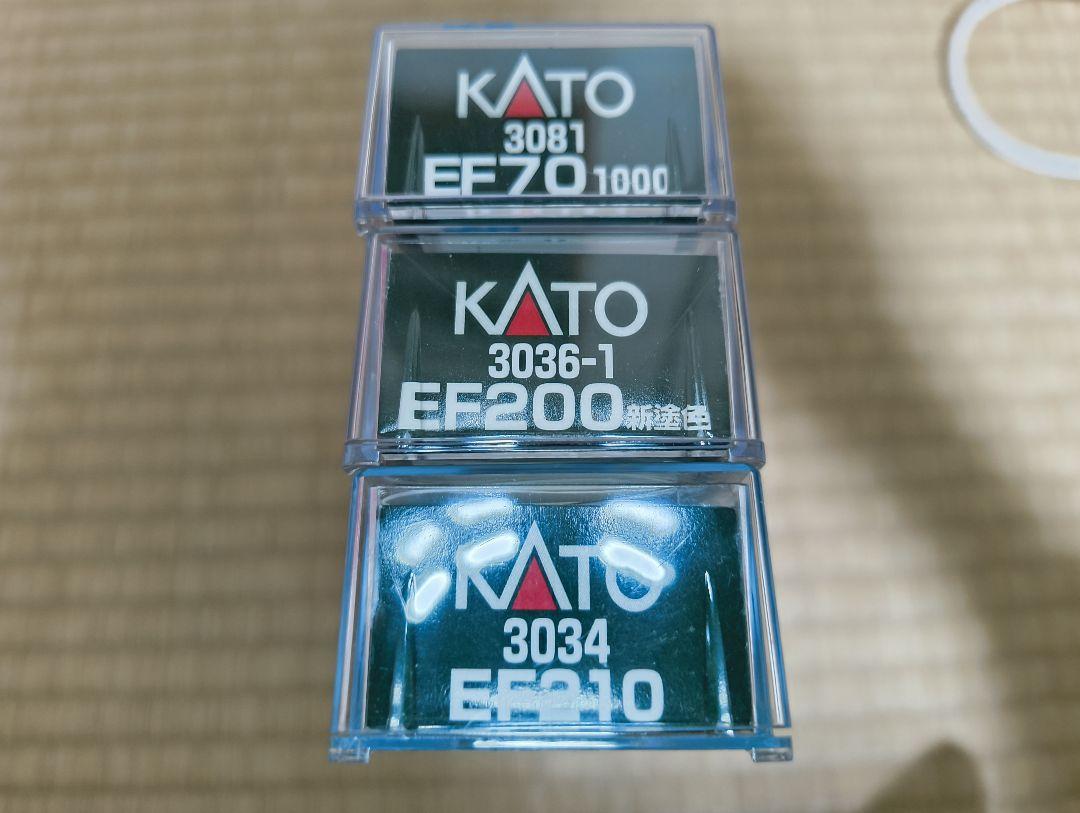 KATO
3081
EF70 1000
KATO
3036-1
EF200 新塗色
KATO
3034
EF210